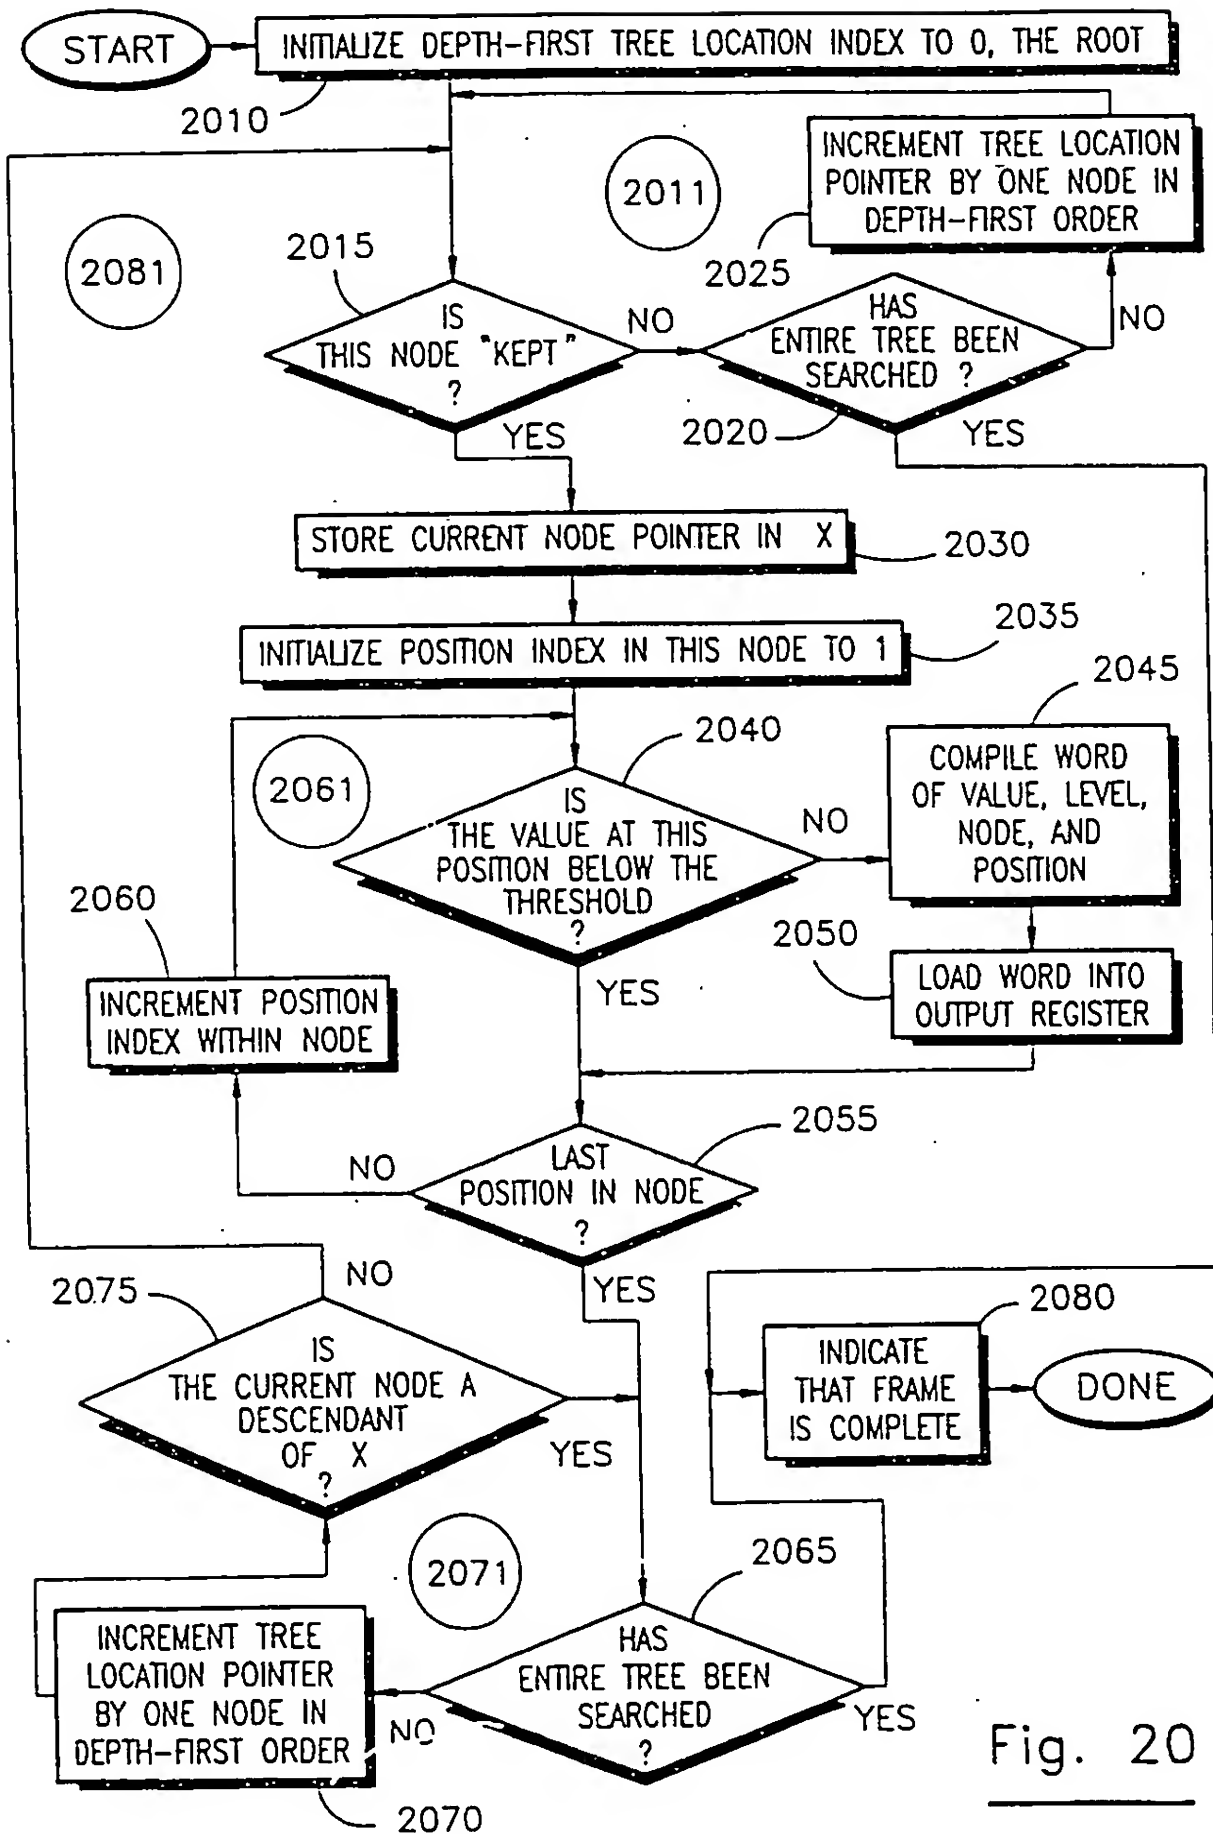 START
INITIALIZE DEPTH-FIRST TREE LOCATION INDEX TO 0, THE ROOT
2010
INCREMENT TREE LOCATION
POINTER BY ONE NODE IN
DEPTH-FIRST ORDER
2011
2025
2081
2015
IS
THIS NODE "KEPT"
?
NO
HAS
ENTIRE TREE BEEN
SEARCHED ?
NO
2020
YES
YES
STORE CURRENT NODE POINTER IN X
2030
INITIALIZE POSITION INDEX IN THIS NODE TO 1
2035
2045
2040
2061
IS
THE VALUE AT THIS
POSITION BELOW THE
THRESHOLD
?
NO
COMPILE WORD
OF VALUE, LEVEL,
NODE, AND
POSITION
2060
2050
YES
INCREMENT POSITION
INDEX WITHIN NODE
LOAD WORD INTO
OUTPUT REGISTER
2055
NO
LAST
POSITION IN NODE
?
YES
NO
2075
2080
IS
THE CURRENT NODE A
DESCENDANT
OF X
?
YES
INDICATE
THAT FRAME
IS COMPLETE
DONE
2071
2065
INCREMENT TREE
LOCATION POINTER
BY ONE NODE IN
DEPTH-FIRST ORDER
NO
HAS
ENTIRE TREE BEEN
SEARCHED
?
YES
2070
Fig. 20